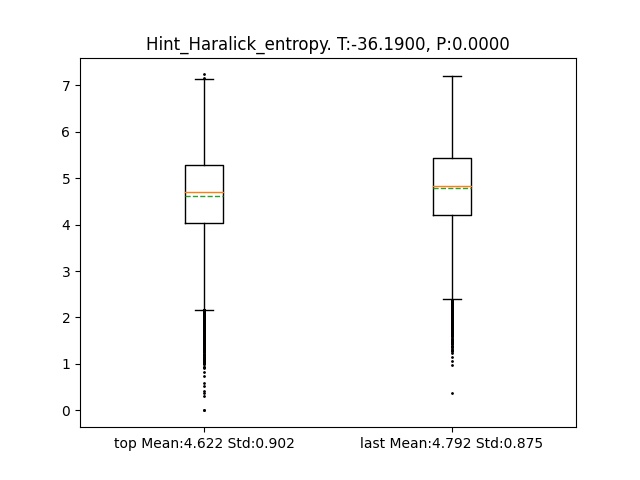 Hint_Haralick_entropy. T:-36.1900, P:0.0000
7
6
5
4
3
2
1
0
top Mean:4.622 Std:0.902
last Mean:4.792 Std:0.875